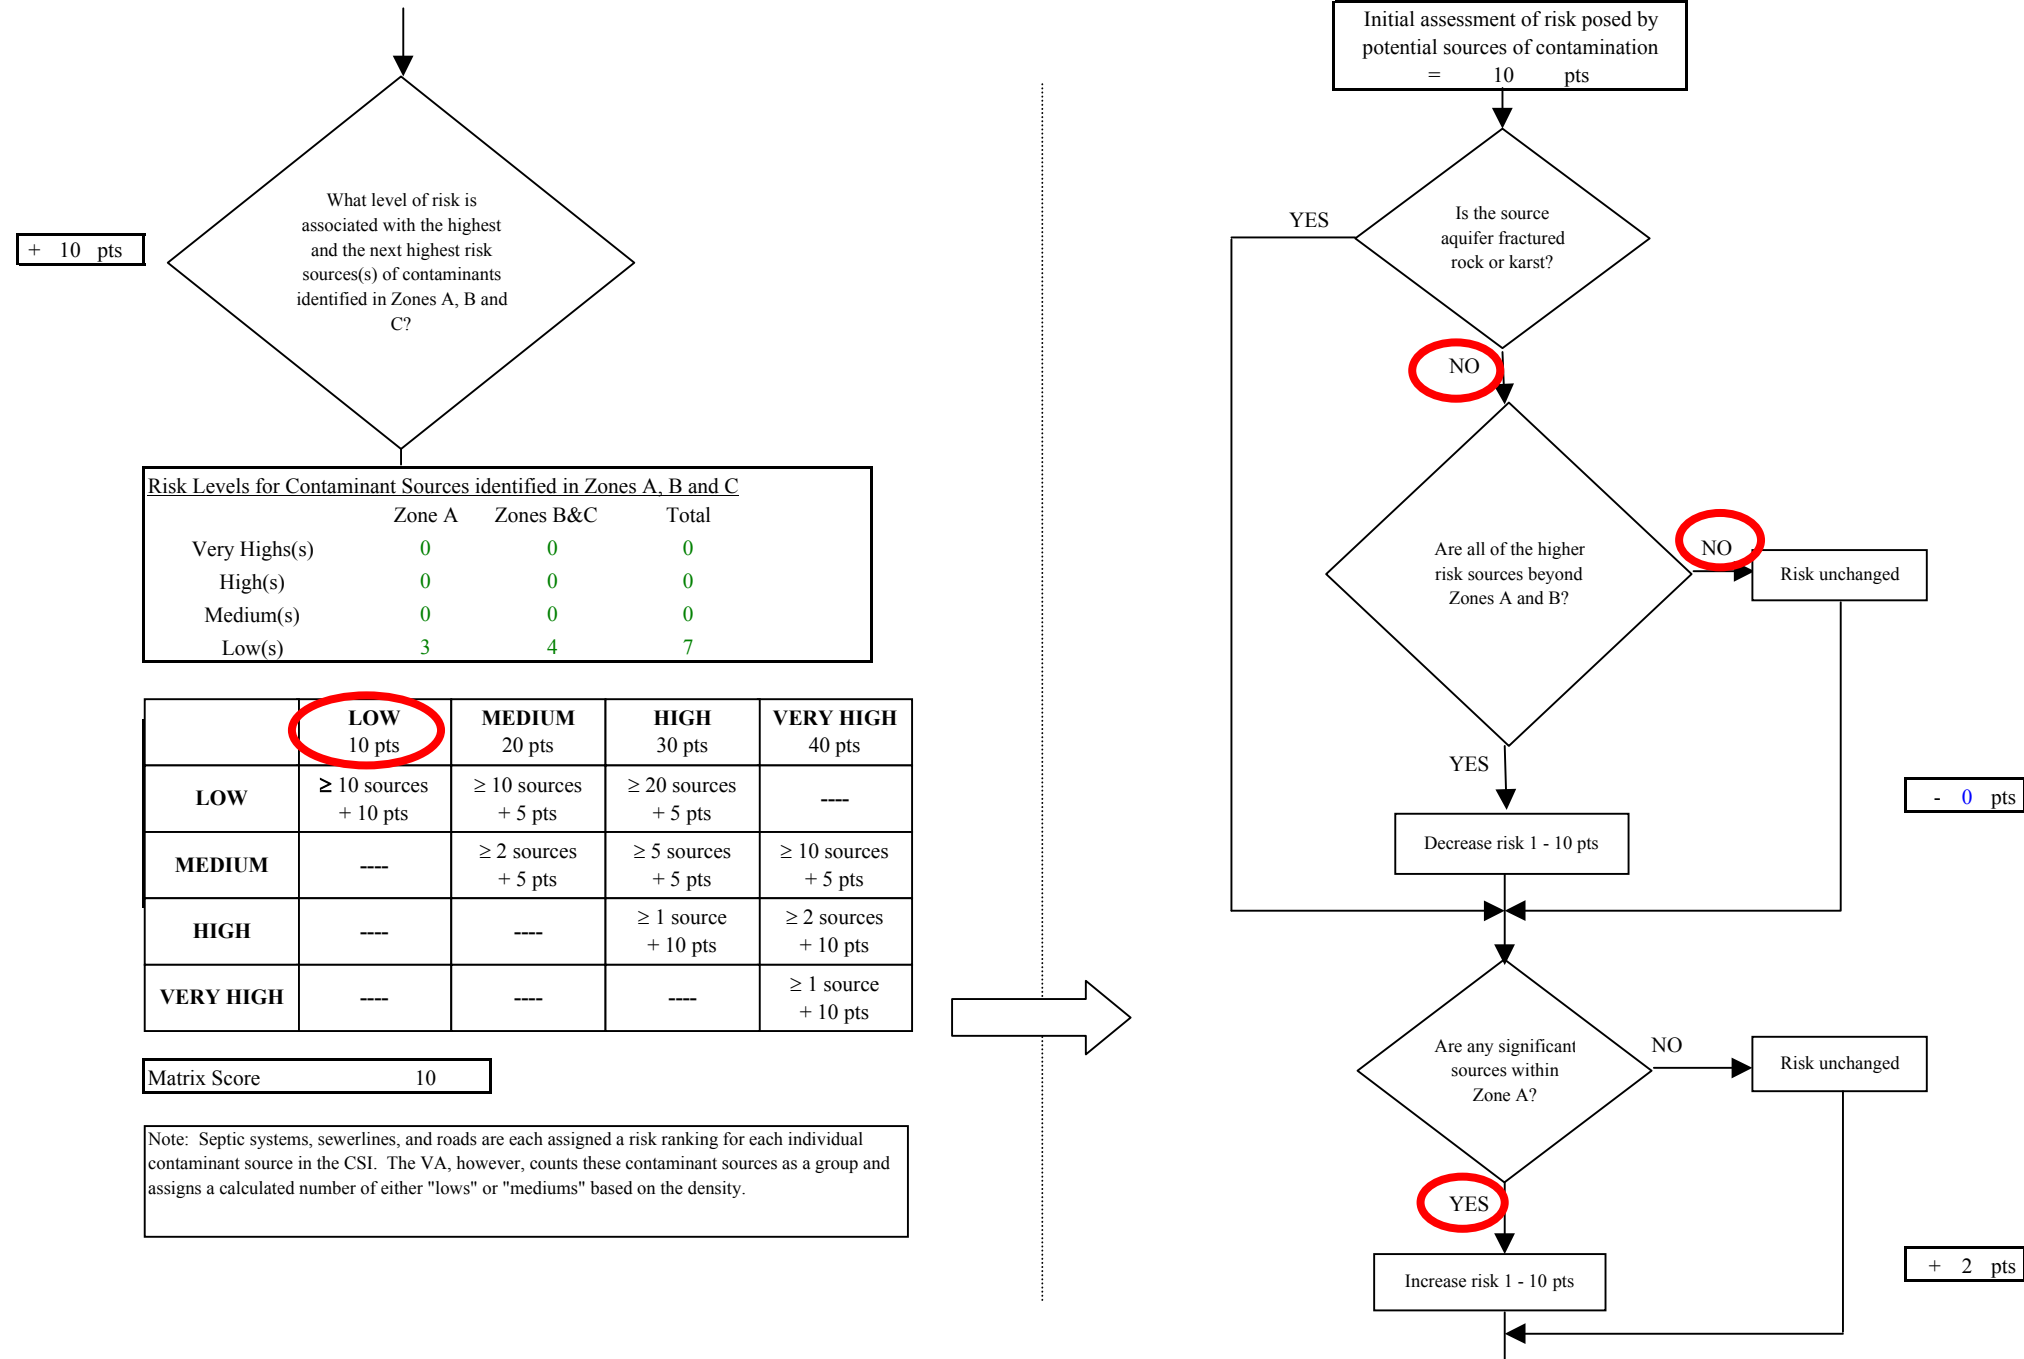 What level of risk is
associated with the highest
and the next highest risk
sources(s) of contaminants
identified in Zones A, B and
C?
+ 10 pts
Risk Levels for Contaminant Sources identified in Zones A, B and C
Zone A Zones B&C Total
Very Highs(s) 0 0 0
High(s) 0 0 0
Medium(s) 0 0 0
Low(s) 3 4 7
LOW MEDIUM HIGH VERY HIGH
10 pts 20 pts 30 pts 40 pts
LOW ≥ 10 sources ≥ 10 sources ≥ 20 sources ----
+ 10 pts + 5 pts + 5 pts
MEDIUM ---- ≥ 2 sources ≥ 5 sources ≥ 10 sources
+ 5 pts + 5 pts + 5 pts
HIGH ---- ---- ≥ 1 source ≥ 2 sources
+ 10 pts + 10 pts
VERY HIGH ---- ---- ---- ≥ 1 source
+ 10 pts
Matrix Score 10
Note: Septic systems, sewerlines, and roads are each assigned a risk ranking for each individual
contaminant source in the CSI. The VA, however, counts these contaminant sources as a group and
assigns a calculated number of either "lows" or "mediums" based on the density.
Initial assessment of risk posed by
potential sources of contamination
= 10 pts
Is the source
aquifer fractured
rock or karst?
YES
NO
Are all of the higher
risk sources beyond
Zones A and B?
NO
Risk unchanged
YES
- 0 pts
Decrease risk 1 - 10 pts
Are any significant
sources within
Zone A?
NO
Risk unchanged
YES
+ 2 pts
Increase risk 1 - 10 pts